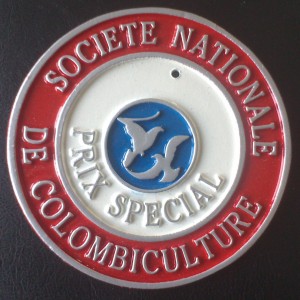 SOCIETE NATIONALE
DE COLOMBICULTURE
PRIX SPECIAL